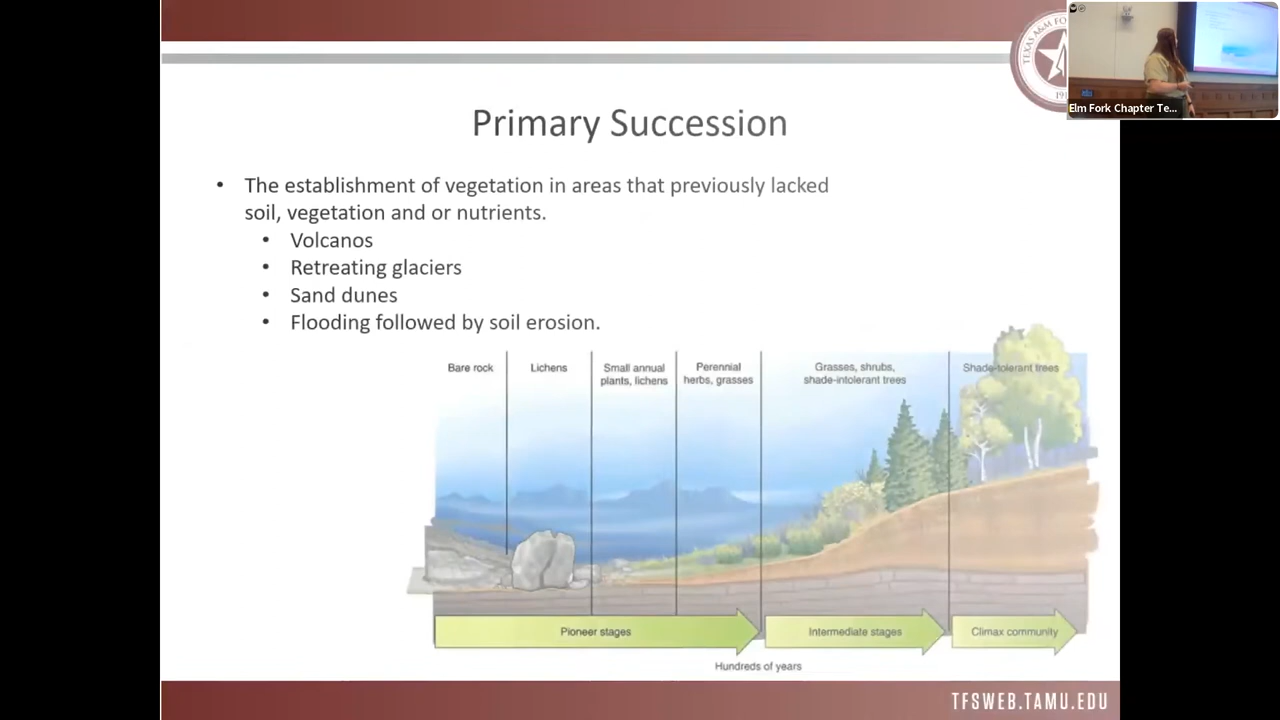 TEXAS A&M FO
191
Elm Fork Chapter Te...
Primary Succession
• The establishment of vegetation in areas that previously lacked
soil, vegetation and or nutrients.
• Volcanos
• Retreating glaciers
• Sand dunes
• Flooding followed by soil erosion.
Bare rock
Lichens
Small annual
plants, lichens
Perennial
herbs, grasses
Grasses, shrubs,
shade-intolerant trees
Shade-tolerant trees
Pioneer stages
Intermediate stages
Climax community
Hundreds of years
TFSWEB.TAMU.EDU